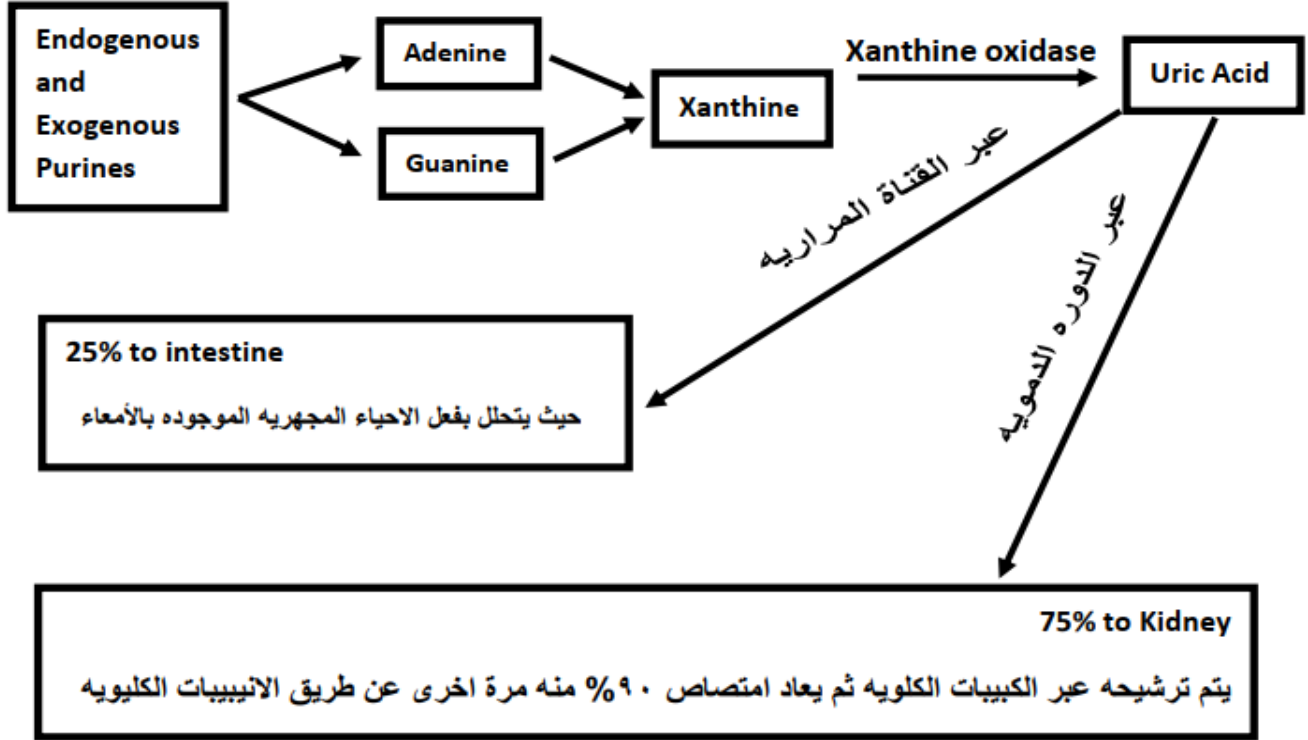 Endogenous
and
Exogenous
Purines
Adenine
Guanine
Xanthine
Xanthine oxidase
Uric Acid
عبر القناة المراريه
عبر الدوره الدمويه
25% to intestine
حيث يتحلل بفعل الاحياء المجهريه الموجوده بالأمعاء
75% to Kidney
يتم ترشيحه عبر الكبيبات الكلويه ثم يعاد امتصاص ٩٠% منه مرة اخرى عن طريق الانيبيبات الكليويه